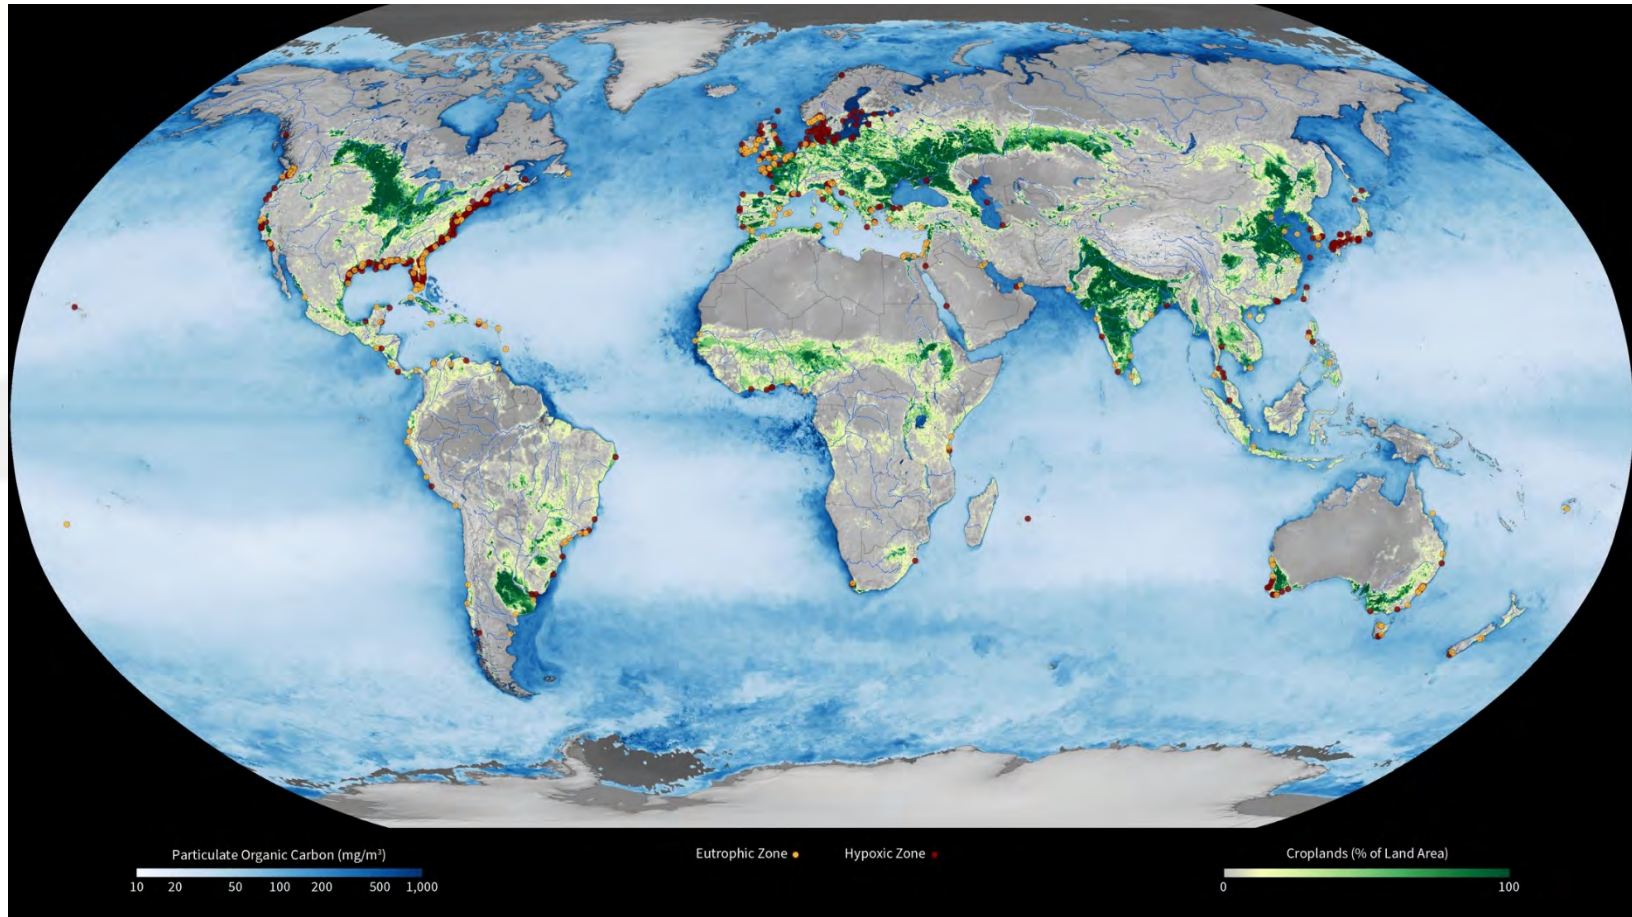 Particulate Organic Carbon (mg/m³)
10 20 50 100 200 500 1,000
Eutrophic Zone
Hypoxic Zone
Croplands (% of Land Area)
0 100